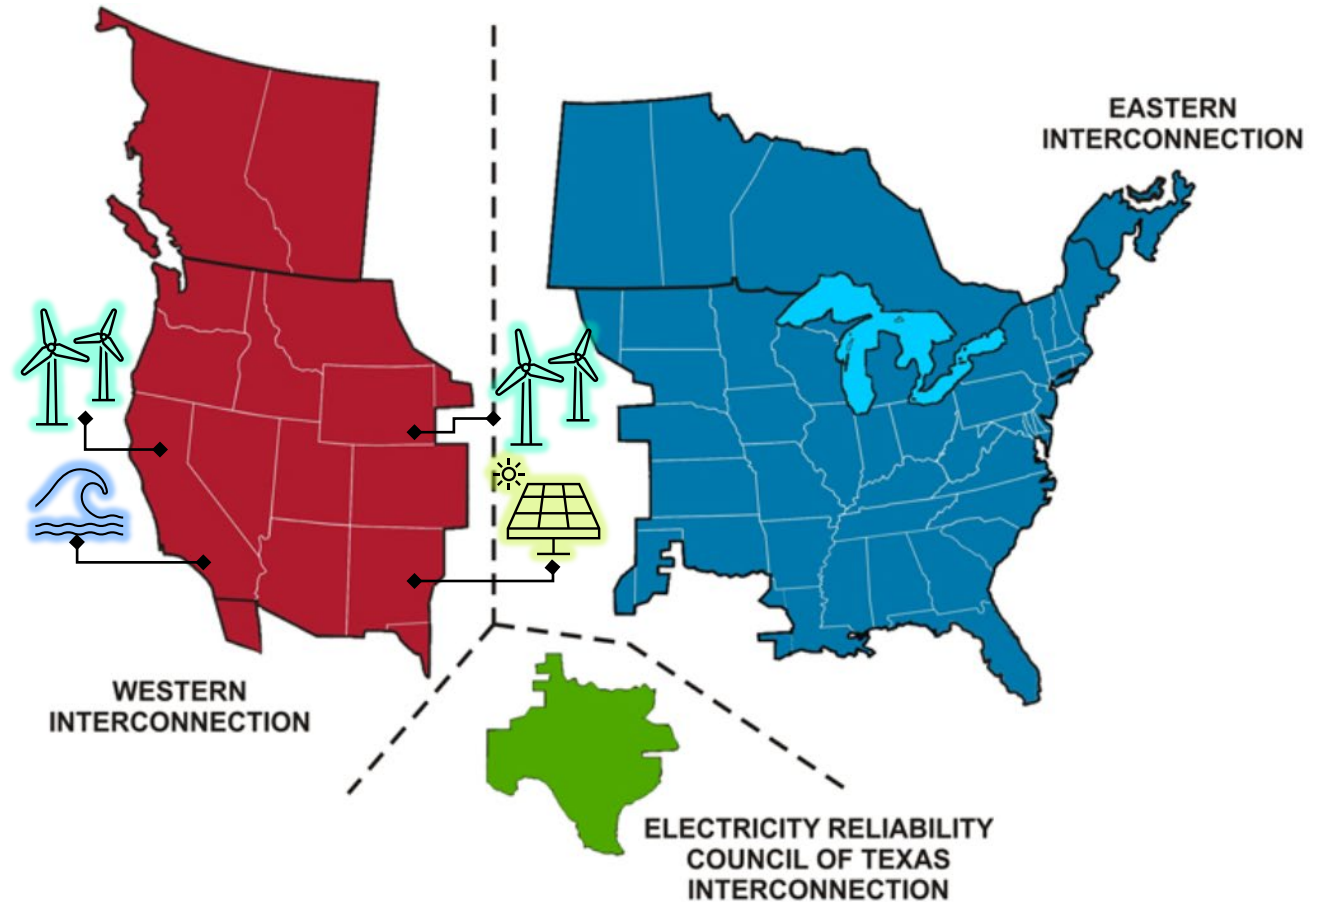 EASTERN
INTERCONNECTION
WESTERN
INTERCONNECTION
ELECTRICITY RELIABILITY
COUNCIL OF TEXAS
INTERCONNECTION